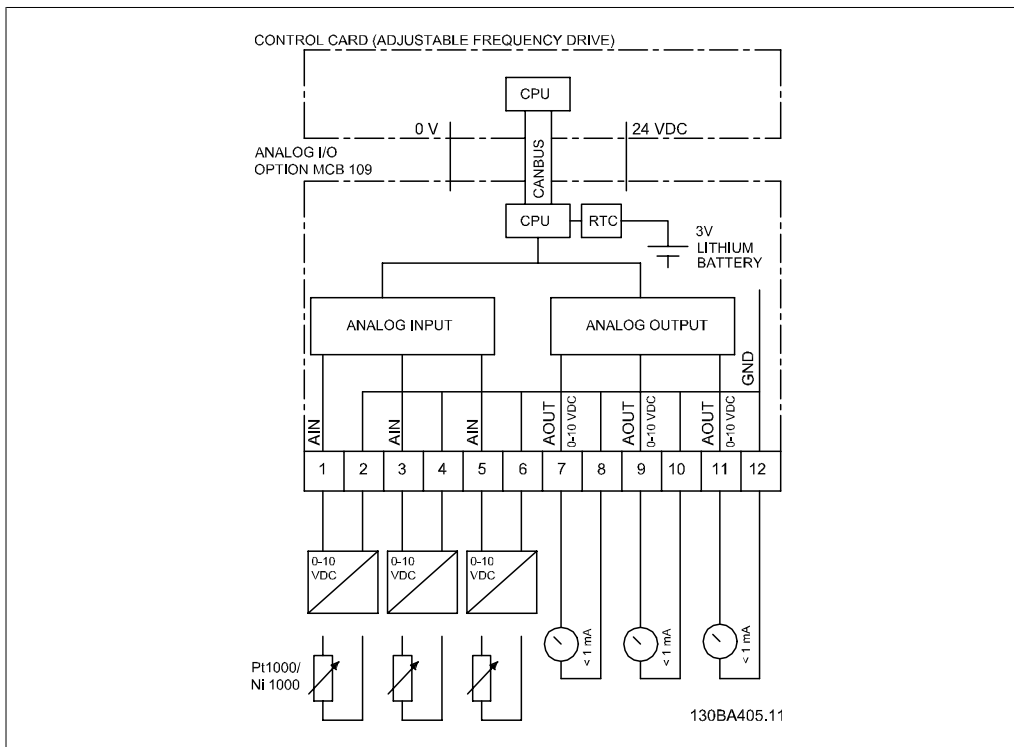 CONTROL CARD (ADJUSTABLE FREQUENCY DRIVE)
CPU
0 V
24 VDC
ANALOG I/O
OPTION MCB 109
CANBUS
CPU
RTC
3V
LITHIUM
BATTERY
ANALOG INPUT
ANALOG OUTPUT
GND
AIN
AIN
AIN
AOUT
0-10 VDC
AOUT
0-10 VDC
AOUT
0-10 VDC
1 2 3 4 5 6 7 8 9 10 11 12
0-10
VDC
0-10
VDC
0-10
VDC
< 1 mA
< 1 mA
< 1 mA
Pt1000/
Ni 1000
130BA405.11